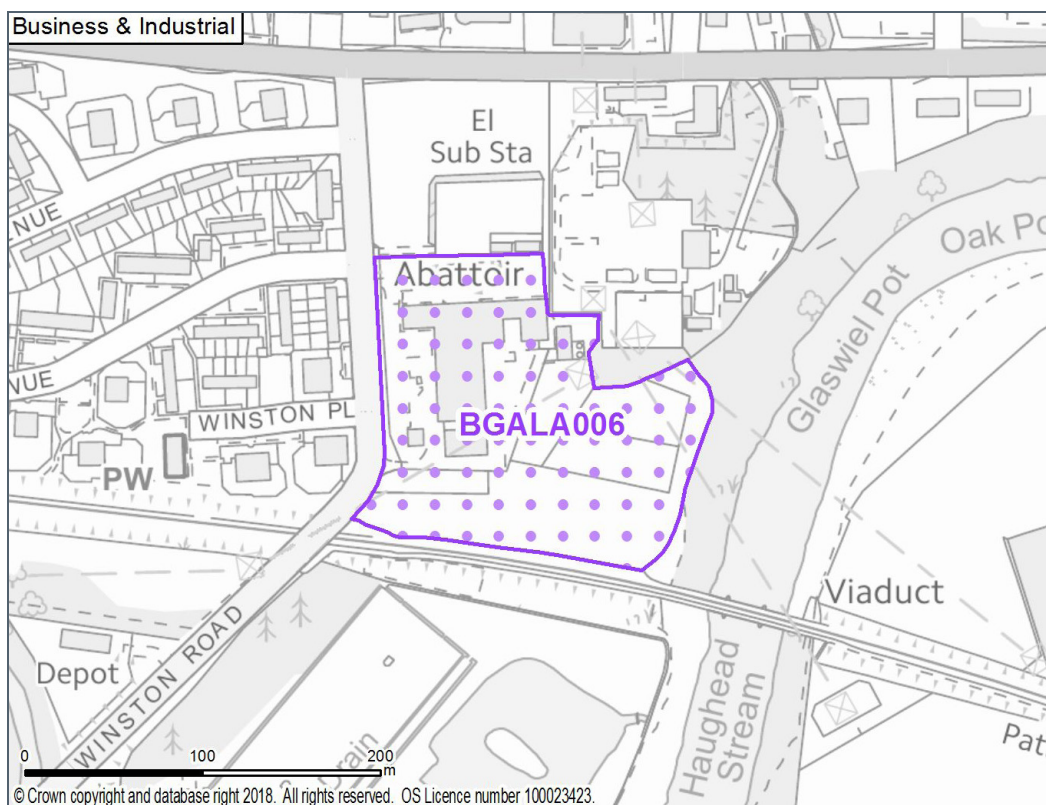 Business & Industrial
El
Sub Sta
NUE
Oak Po
Abattoir
Glaswiel Pot
VUE
WINSTON PL
BGALA006
PW
Viaduct
WINSTON ROAD
Depot
Haughead
Stream
Drain
Pat
0 100 200
m
© Crown copyright and database right 2018. All rights reserved. OS Licence number 100023423.